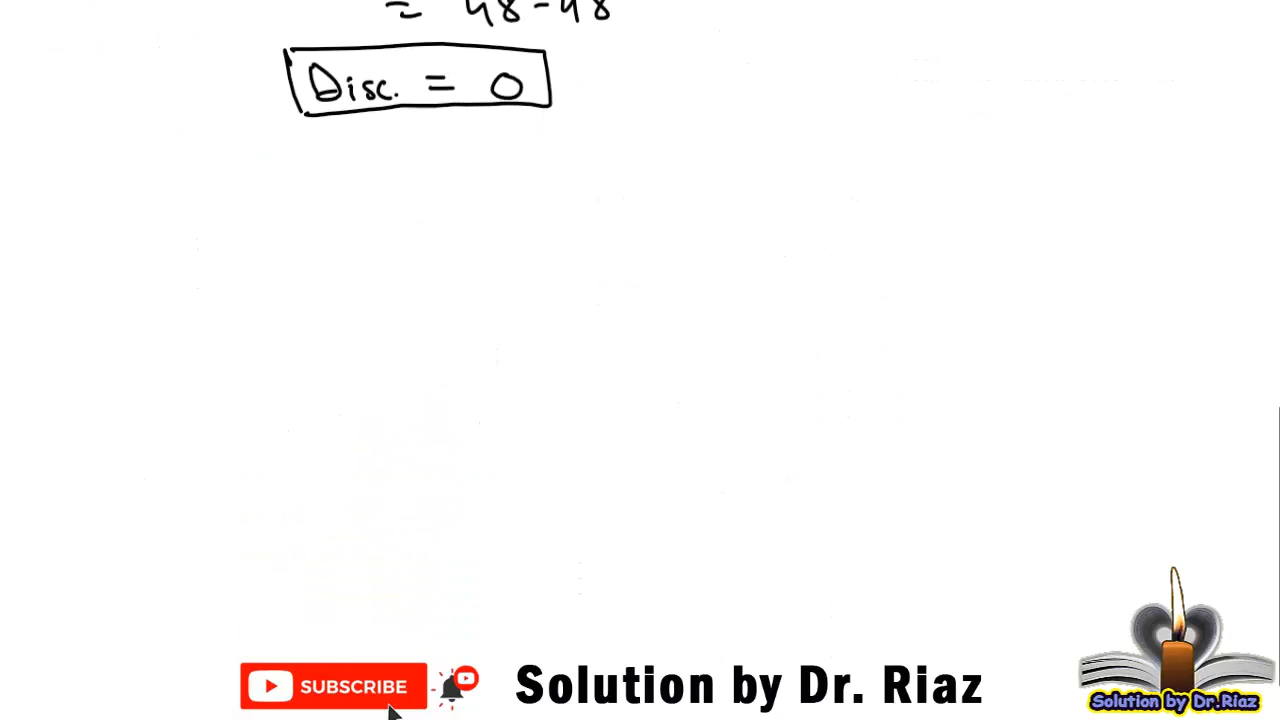 = 48-48
Disc. = 0
SUBSCRIBE
Solution by Dr. Riaz
Solution by Dr.Riaz